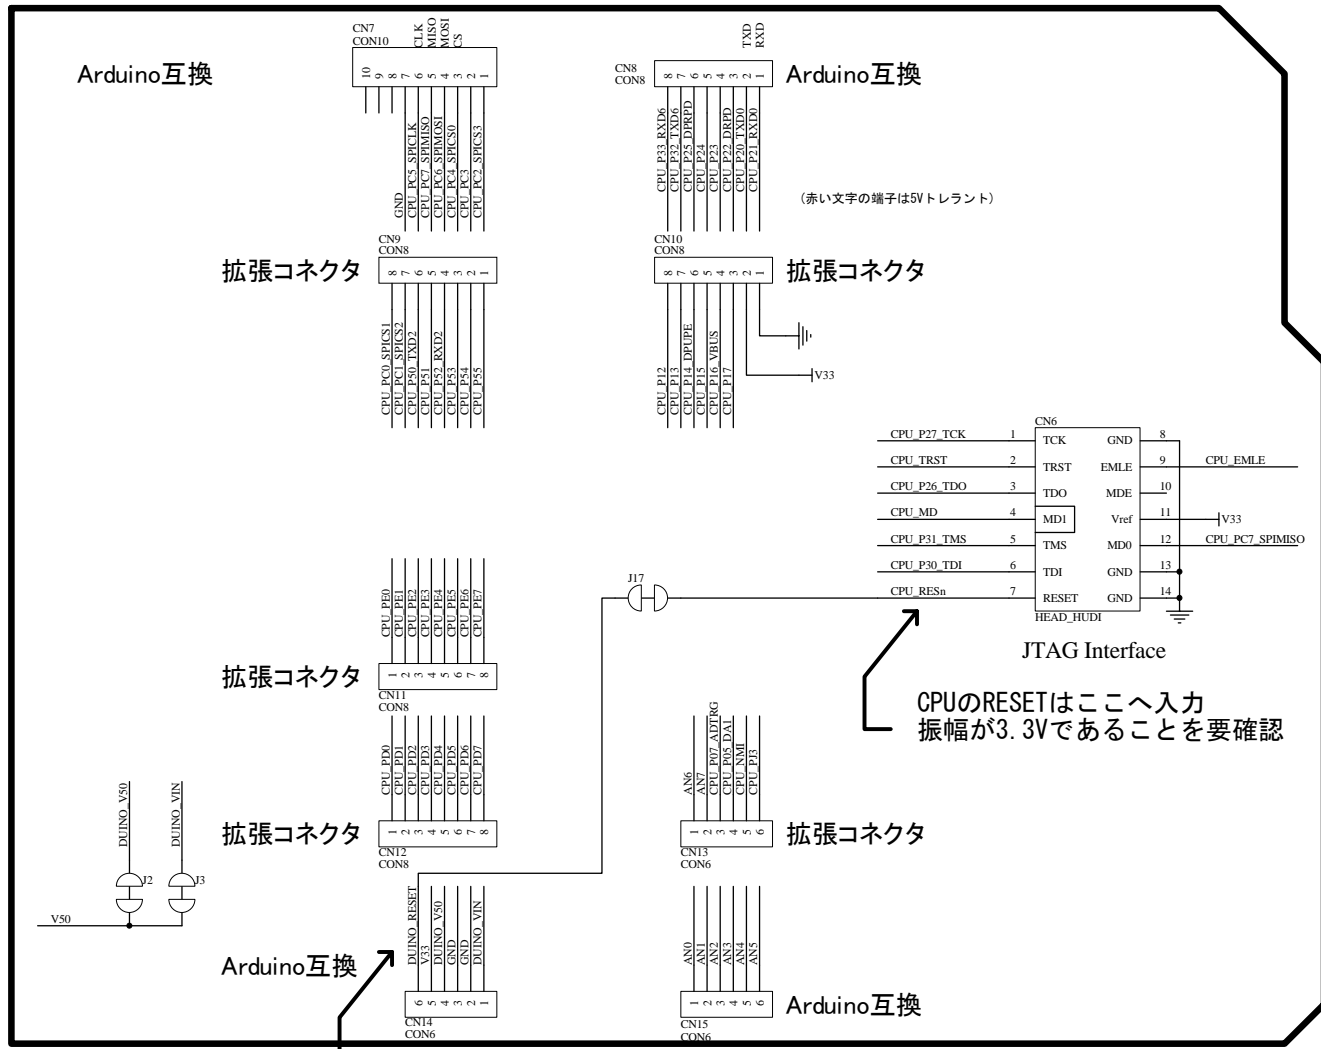 CN7
CON10
CLK
MISO
MOSI
CS
Arduino互換
10
9
8
7
6
5
4
3
2
1
GND
CPU_PC5_SPICLK
CPU_PC7_SPIMISO
CPU_PC6_SPIMOSI
CPU_PC4_SPICS0
CPU_PC3
CPU_PC2_SPICS3
TXD
RXD
CN8
CON8
8
7
6
5
4
3
2
1
Arduino互換
CPU_P33_RXD6
CPU_P32_TXD6
CPU_P25_DPRPD
CPU_P24
CPU_P23
CPU_P22_DRPD
CPU_P20_TXD0
CPU_P21_RXD0
(赤い文字の端子は5Vトレラント)
CN9
CON8
拡張コネクタ
8
7
6
5
4
3
2
1
CPU_PC0_SPICS1
CPU_PC1_SPICS2
CPU_P50_TXD2
CPU_P51
CPU_P52_RXD2
CPU_P53
CPU_P54
CPU_P55
CN10
CON8
8
7
6
5
4
3
2
1
拡張コネクタ
CPU_P12
CPU_P13
CPU_P14_DPUPE
CPU_P15
CPU_P16_VBUS
CPU_P17
V33
CN6
CPU_P27_TCK 1 TCK GND 8
CPU_TRST 2 TRST EMLE 9 CPU_EMLE
CPU_P26_TDO 3 TDO MDE 10
CPU_MD 4 MD1 Vref 11 V33
CPU_P31_TMS 5 TMS MD0 12 CPU_PC7_SPIMISO
CPU_P30_TDI 6 TDI GND 13
CPU_RESn 7 RESET GND 14
HEAD_HUDI
JTAG Interface
J17
CPUのRESETはここへ入力
振幅が3.3Vであることを要確認
CPU_PE0
CPU_PE1
CPU_PE2
CPU_PE3
CPU_PE4
CPU_PE5
CPU_PE6
CPU_PE7
拡張コネクタ
1
2
3
4
5
6
7
8
CN11
CON8
CPU_PD0
CPU_PD1
CPU_PD2
CPU_PD3
CPU_PD4
CPU_PD5
CPU_PD6
CPU_PD7
拡張コネクタ
1
2
3
4
5
6
7
8
CN12
CON8
AN6
AN7
CPU_P07_ADTRG
CPU_P05_DA1
CPU_NMI
CPU_PJ3
1
2
3
4
5
6
拡張コネクタ
CN13
CON6
DUINO_V50
DUINO_VIN
J2
J3
V50
DUINO_RESET
V33
DUINO_V50
GND
GND
DUINO_VIN
Arduino互換
6
5
4
3
2
1
CN14
CON6
AN0
AN1
AN2
AN3
AN4
AN5
1
2
3
4
5
6
Arduino互換
CN15
CON6